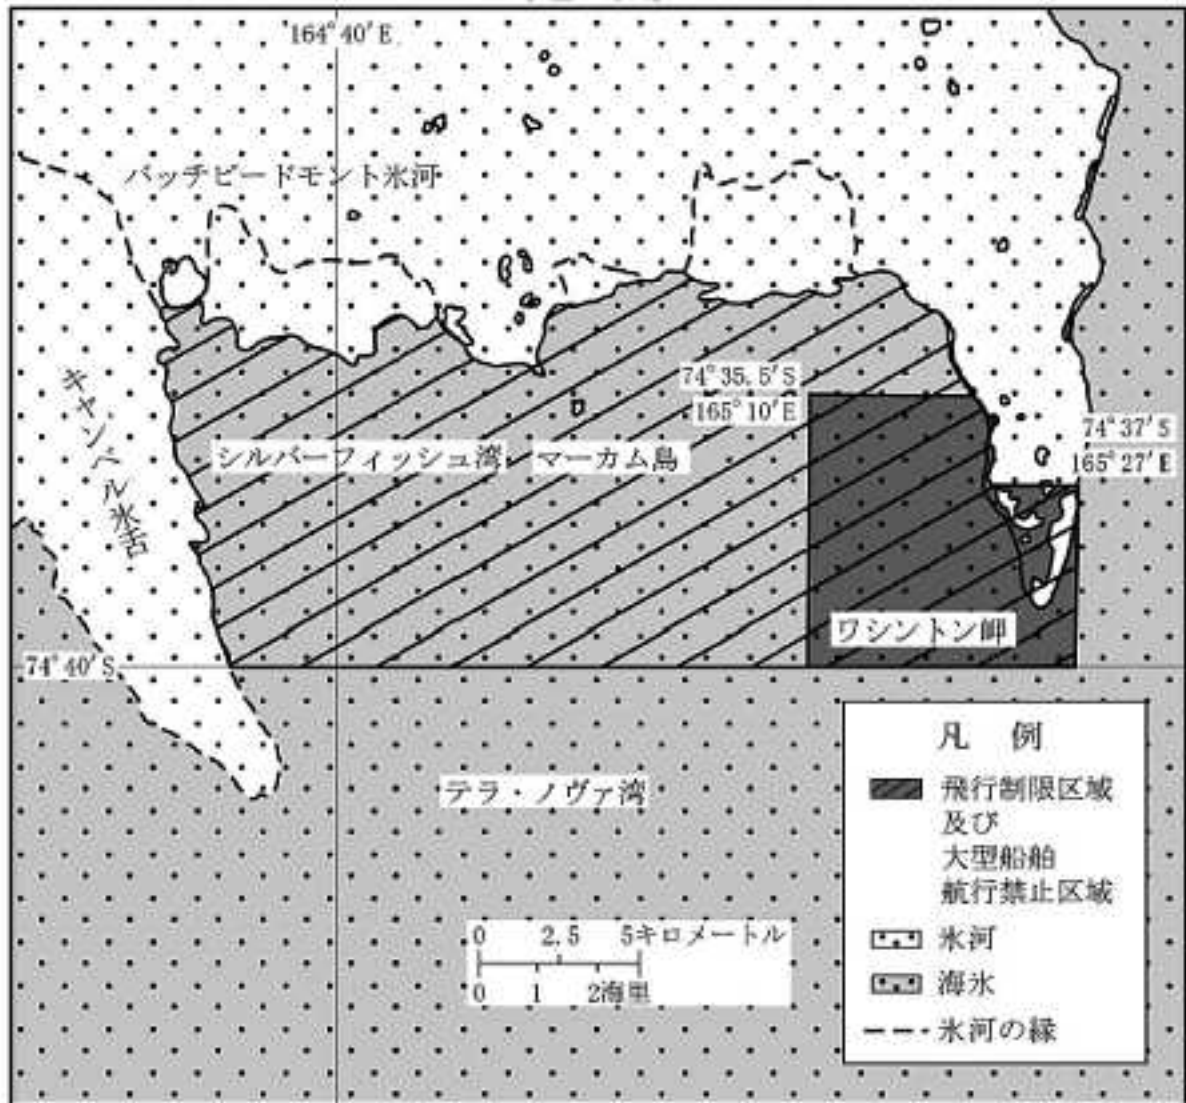 164°40′E
バッチピードモント氷河
キャンベル氷舌
74°35.5′S
165°10′E
74°37′S
165°27′E
シルバーフィッシュ湾
マーカム島
ワシントン岬
74°40′S
テラ・ノヴァ湾
0 2.5 5キロメートル
0 1 2海里
凡 例
飛行制限区域
及び
大型船舶
航行禁止区域
氷河
海氷
氷河の縁